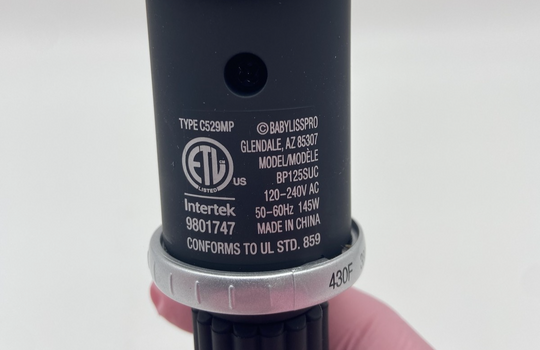 TYPE C529MP
ETL
LISTED
US
Intertek
9801747
©BABYLISSPRO
GLENDALE, AZ 85307
MODEL/MODÈLE
BP125SUC
120-240V AC
50-60Hz 145W
MADE IN CHINA
CONFORMS TO UL STD. 859
430F